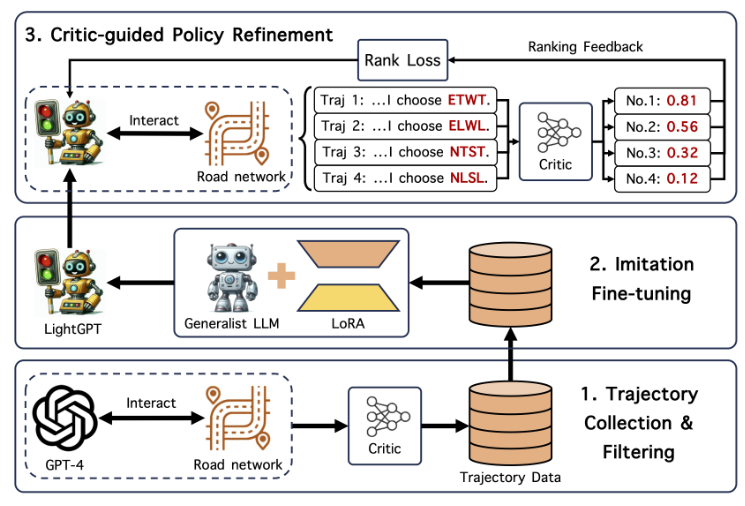 3. Critic-guided Policy Refinement
Rank Loss
Ranking Feedback
Interact
Road network
Traj 1: ...I choose ETWT.
Traj 2: ...I choose ELWL.
Traj 3: ...I choose NTST.
Traj 4: ...I choose NLSL.
Critic
No.1: 0.81
No.2: 0.56
No.3: 0.32
No.4: 0.12
LightGPT
Generalist LLM
LoRA
2. Imitation
Fine-tuning
Interact
GPT-4
Road network
Critic
Trajectory Data
1. Trajectory
Collection &
Filtering